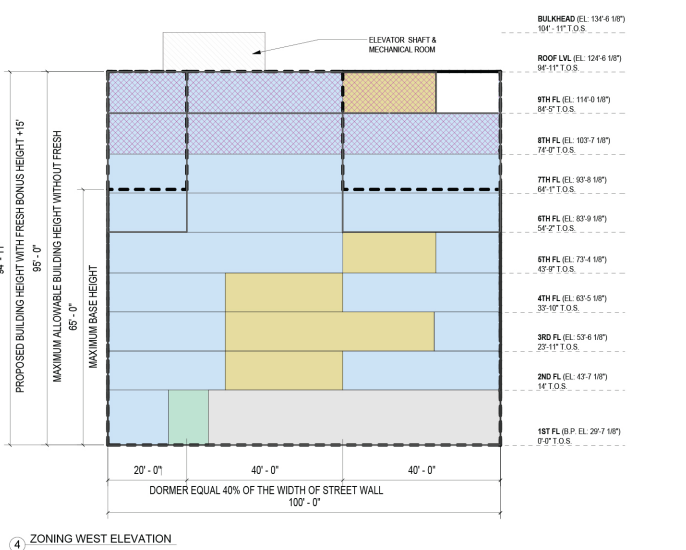 BULKHEAD (EL: 134'-6 1/8")
104' - 11" T.O.S.
ELEVATOR SHAFT &
MECHANICAL ROOM
ROOF LVL (EL: 124'-6 1/8")
94'-11" T.O.S.
9TH FL (EL: 114'-0 1/8")
84'-5" T.O.S.
8TH FL (EL: 103'-7 1/8")
74'-0" T.O.S.
7TH FL (EL: 93'-8 1/8")
64'-1" T.O.S.
6TH FL (EL: 83'-9 1/8")
54'-2" T.O.S.
5TH FL (EL: 73'-4 1/8")
43'-9" T.O.S.
4TH FL (EL: 63'-5 1/8")
33'-10" T.O.S.
3RD FL (EL: 53'-6 1/8")
23'-11" T.O.S.
2ND FL (EL: 43'-7 1/8")
14' T.O.S.
1ST FL (B.P. EL: 29'-7 1/8")
0'-0" T.O.S.
PROPOSED BUILDING HEIGHT WITH FRESH BONUS HEIGHT +15'
95' - 0"
MAXIMUM ALLOWABLE BUILDING HEIGHT WITHOUT FRESH
65' - 0"
MAXIMUM BASE HEIGHT
20' - 0"
40' - 0"
40' - 0"
DORMER EQUAL 40% OF THE WIDTH OF STREET WALL
100' - 0"
4 ZONING WEST ELEVATION